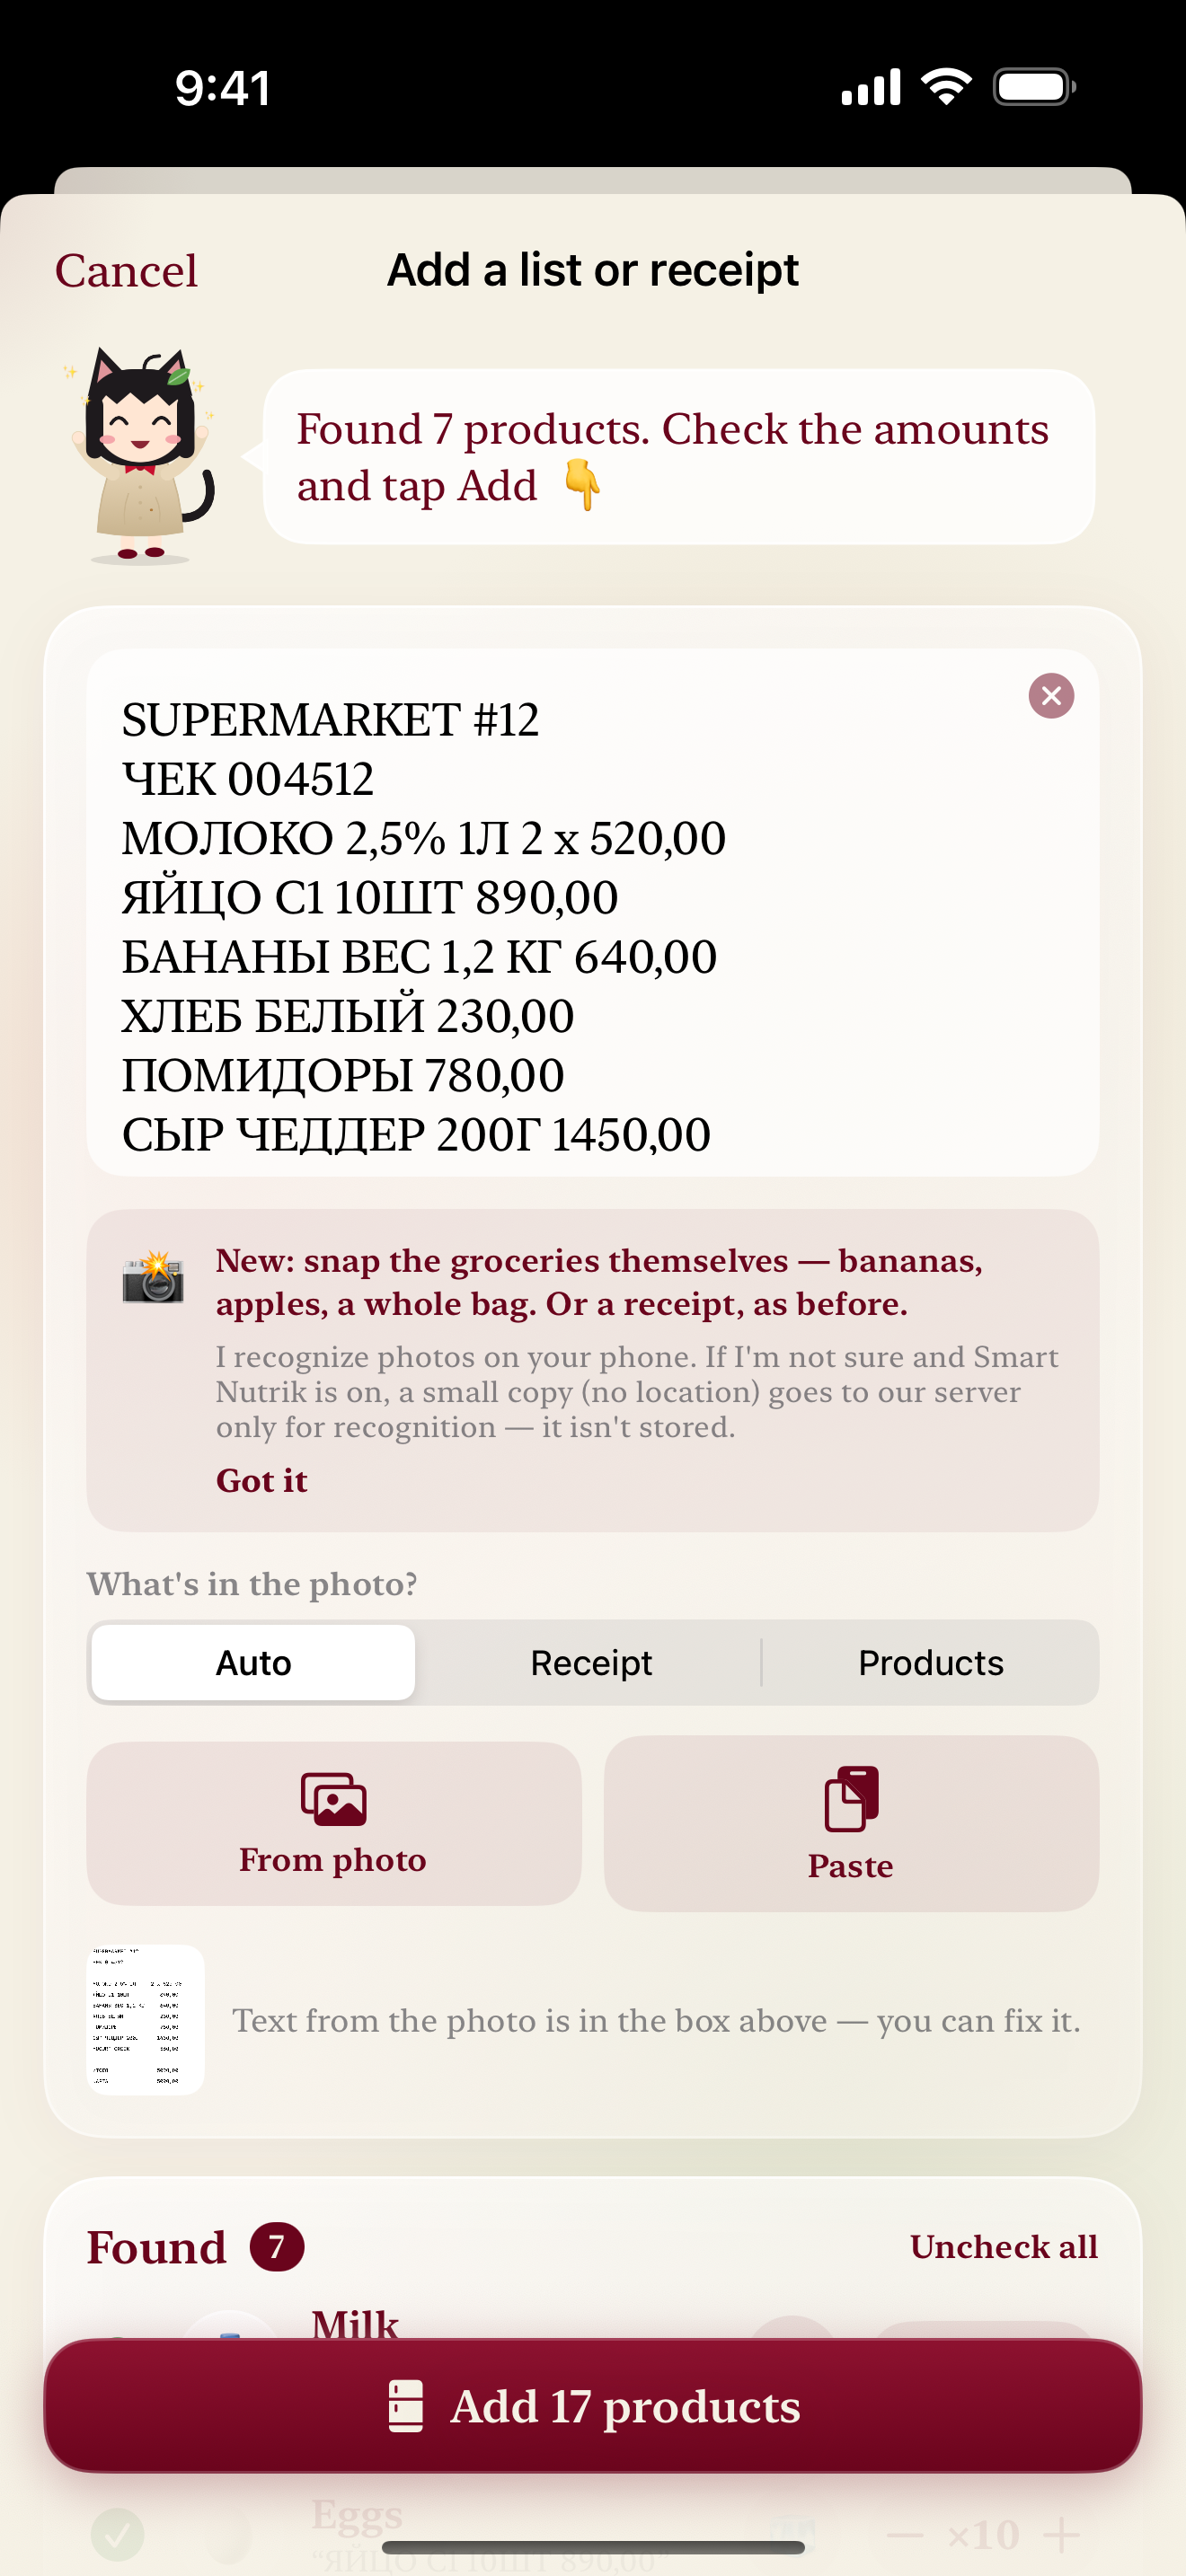 9:41
Cancel
Add a list or receipt
Found 7 products. Check the amounts
and tap Add 👇
SUPERMARKET #12
ЧЕК 004512
МОЛОКО 2,5% 1Л 2 x 520,00
ЯЙЦО С1 10ШТ 890,00
БАНАНЫ ВЕС 1,2 КГ 640,00
ХЛЕБ БЕЛЫЙ 230,00
ПОМИДОРЫ 780,00
СЫР ЧЕДДЕР 200Г 1450,00
New: snap the groceries themselves — bananas,
apples, a whole bag. Or a receipt, as before.
I recognize photos on your phone. If I'm not sure and Smart
Nutrik is on, a small copy (no location) goes to our server
only for recognition — it isn't stored.
Got it
What's in the photo?
Auto
Receipt
Products
From photo
Paste
Text from the photo is in the box above — you can fix it.
Found 7
Uncheck all
Milk
Add 17 products
Eggs
×10
“ЯЙЦО С1 10ШТ 890,00”